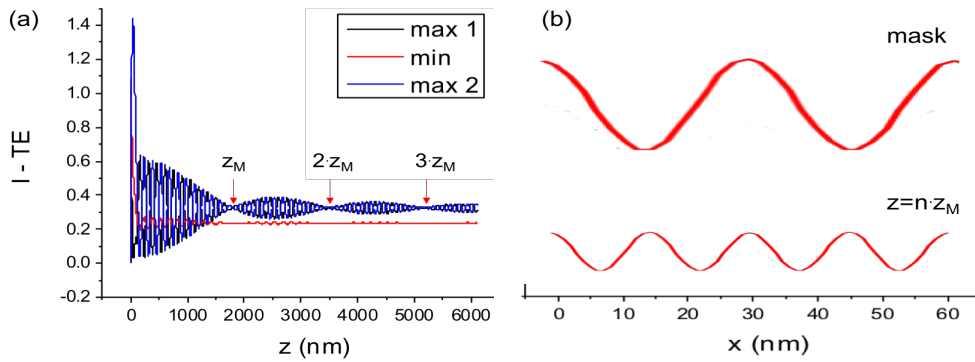 (a)
I - TE
1.4
1.2
1.0
0.8
0.6
0.4
0.2
0.0
-0.2
max 1
min
max 2
z_M
2·z_M
3·z_M
0 1000 2000 3000 4000 5000 6000
z (nm)
(b)
mask
z=n·z_M
0 10 20 30 40 50 60
x (nm)